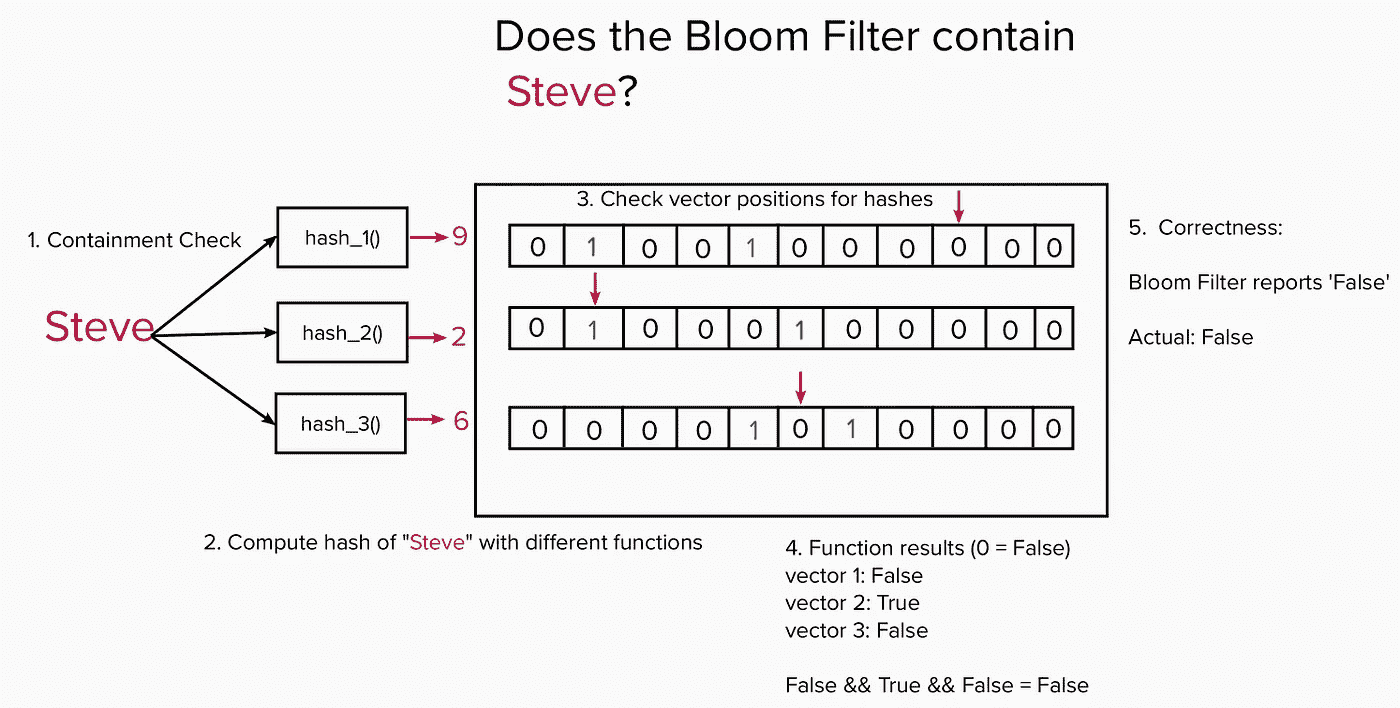 Does the Bloom Filter contain
Steve?
1. Containment Check
Steve
hash_1()
9
hash_2()
2
hash_3()
6
3. Check vector positions for hashes
0 1 0 0 1 0 0 0 0 0 0
0 1 0 0 0 1 0 0 0 0 0
0 0 0 0 1 0 1 0 0 0 0
2. Compute hash of "Steve" with different functions
4. Function results (0 = False)
vector 1: False
vector 2: True
vector 3: False
False && True && False = False
5. Correctness:
Bloom Filter reports 'False'
Actual: False